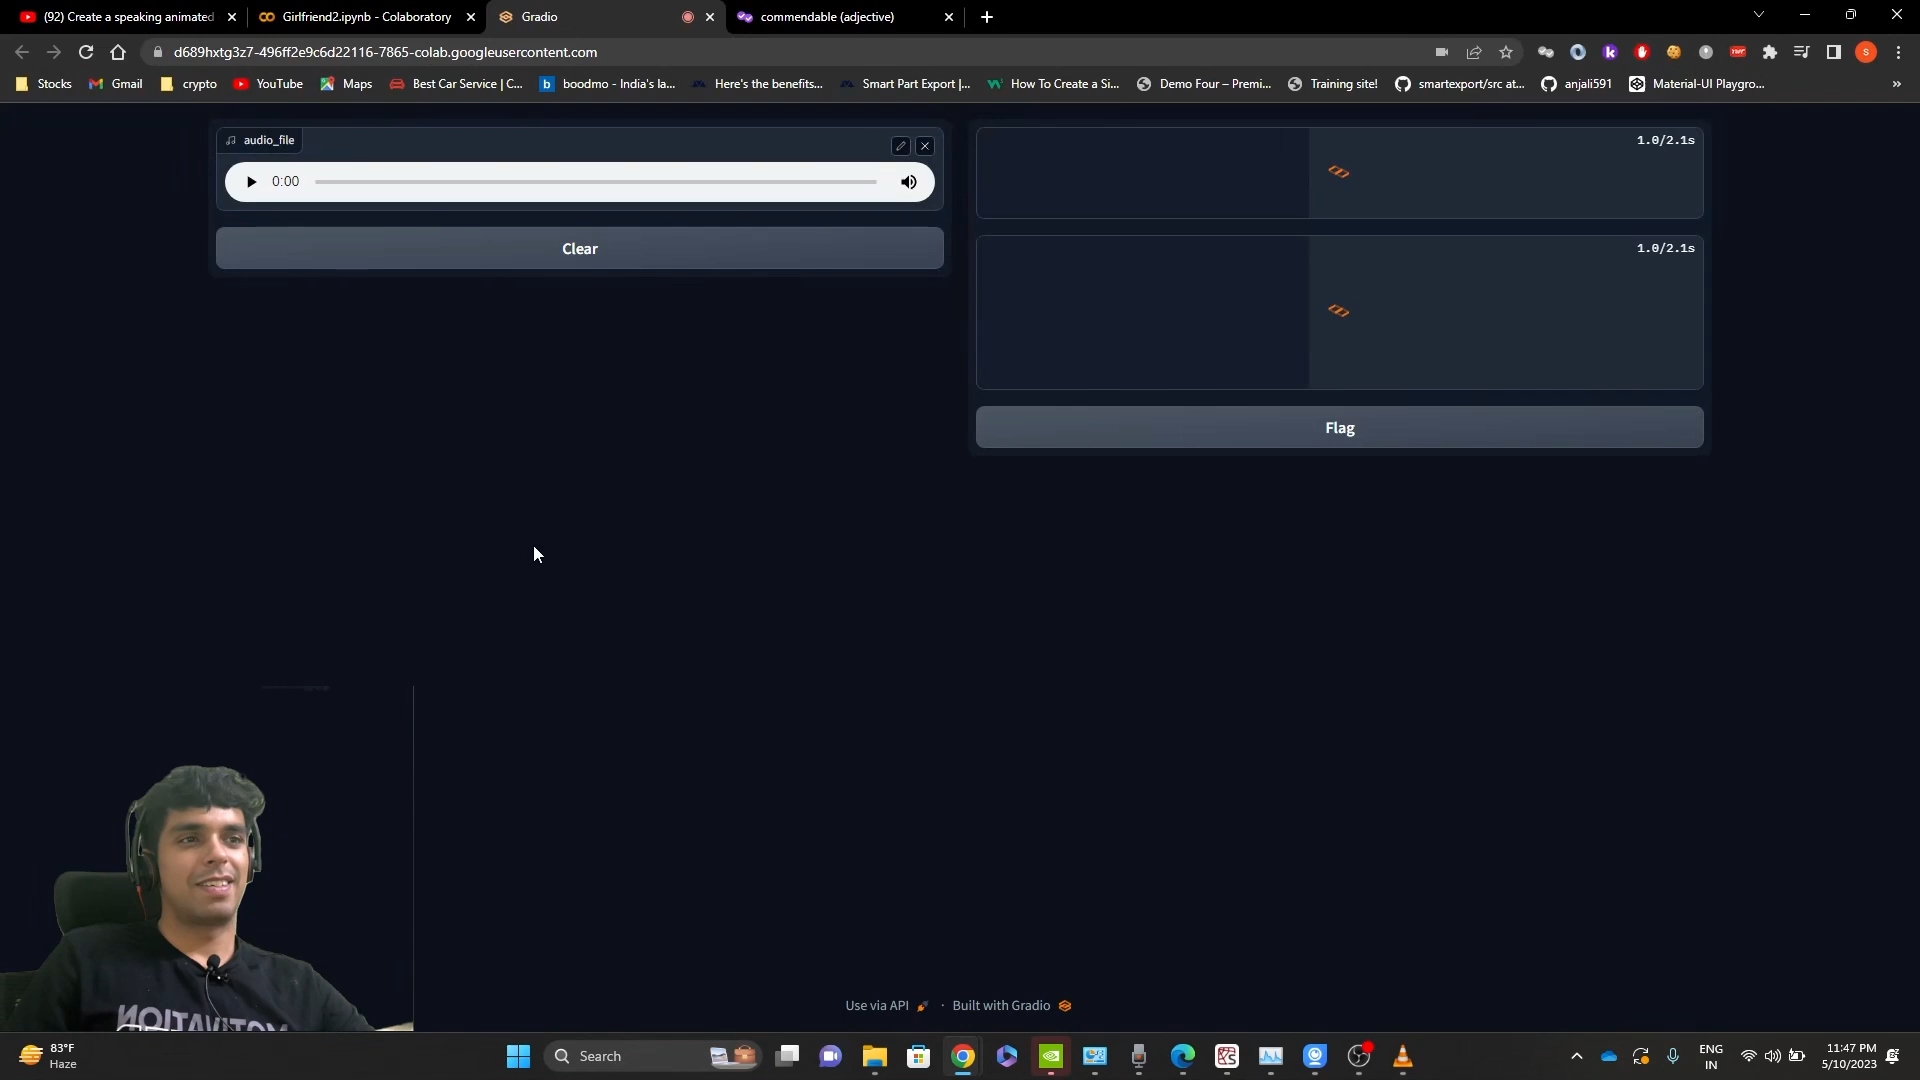 (92) Create a speaking animated
Girlfriend2.ipynb - Colaboratory
Gradio
commendable (adjective)
d689hxtg3z7-496ff2e9c6d22116-7865-colab.googleusercontent.com
Stocks
Gmail
crypto
YouTube
Maps
Best Car Service | C...
boodmo - India's la...
Here's the benefits...
Smart Part Export |...
How To Create a Si...
Demo Four – Premi...
Training site!
smartexport/src at...
anjali591
Material-UI Playgro...
audio_file
0:00
Clear
1.0/2.1s
1.0/2.1s
Flag
Use via API
· Built with Gradio
83°F
Haze
Search
ENG
IN
11:47 PM
5/10/2023